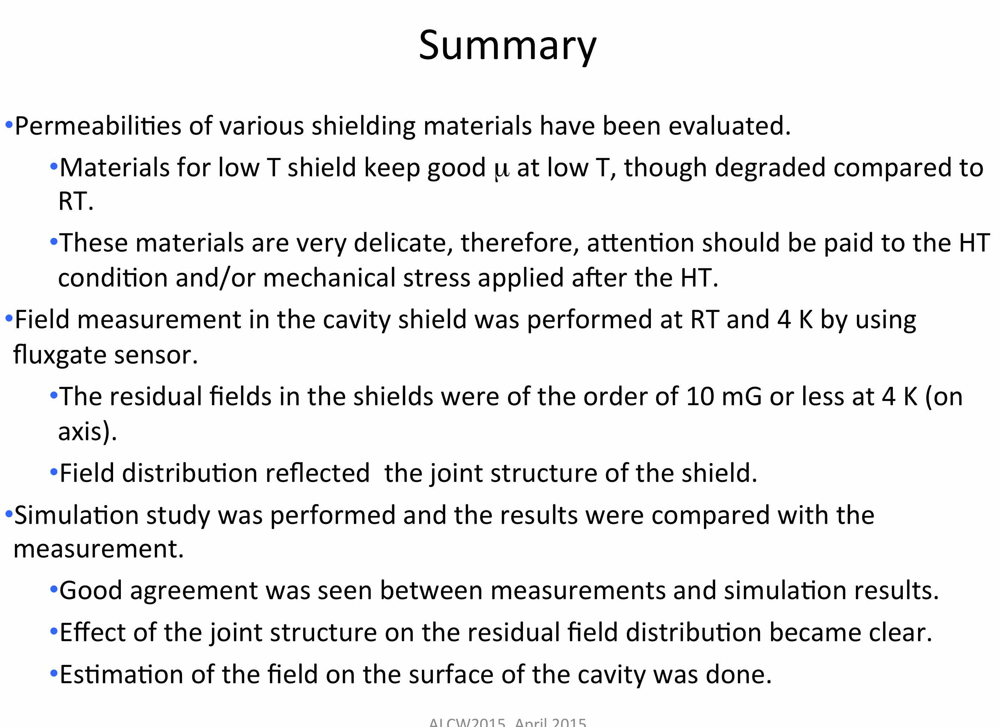 Summary
•Permeabilities of various shielding materials have been evaluated.
•Materials for low T shield keep good μ at low T, though degraded compared to
RT.
•These materials are very delicate, therefore, attention should be paid to the HT
condition and/or mechanical stress applied after the HT.
•Field measurement in the cavity shield was performed at RT and 4 K by using
fluxgate sensor.
•The residual fields in the shields were of the order of 10 mG or less at 4 K (on
axis).
•Field distribution reflected  the joint structure of the shield.
•Simulation study was performed and the results were compared with the
measurement.
•Good agreement was seen between measurements and simulation results.
•Effect of the joint structure on the residual field distribution became clear.
•Estimation of the field on the surface of the cavity was done.
ALCW2015, April 2015